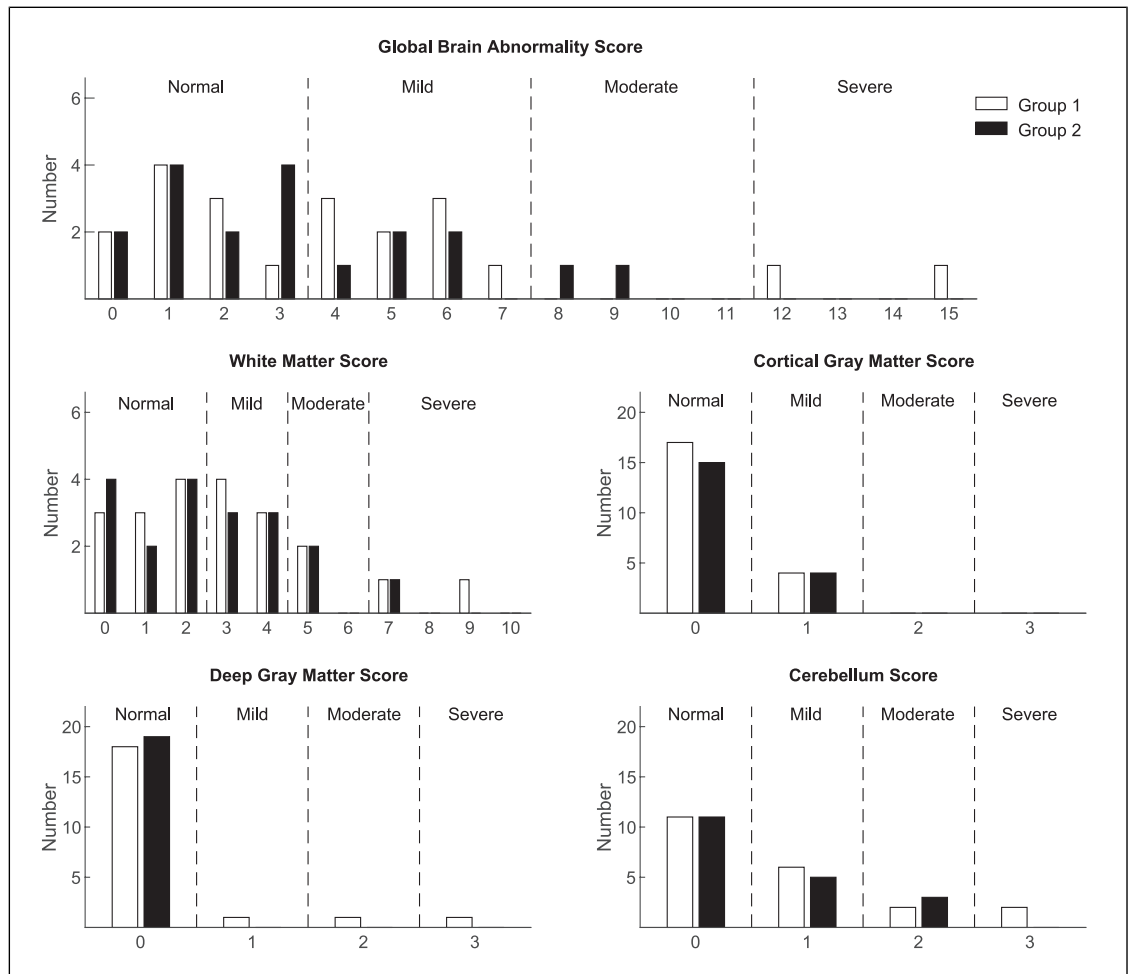 Global Brain Abnormality Score
Normal Mild Moderate Severe
Group 1
Group 2
Number
6
4
2
0 1 2 3 4 5 6 7 8 9 10 11 12 13 14 15
White Matter Score
Normal Mild Moderate Severe
Number
6
4
2
0 1 2 3 4 5 6 7 8 9 10
Cortical Gray Matter Score
Normal Mild Moderate Severe
Number
20
15
10
5
0 1 2 3
Deep Gray Matter Score
Normal Mild Moderate Severe
Number
20
15
10
5
0 1 2 3
Cerebellum Score
Normal Mild Moderate Severe
Number
20
15
10
5
0 1 2 3